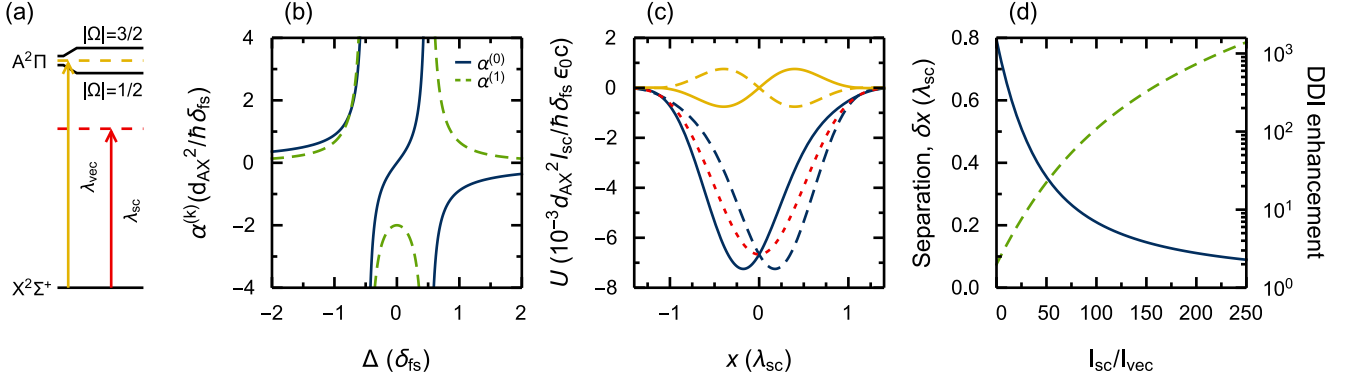 (a)
|Ω|=3/2
A²Π
|Ω|=1/2
λvec
λsc
X²Σ⁺
(b)
α⁽ᵏ⁾(dAX²/ħ δfs)
4
2
0
−2
−4
α⁽⁰⁾
α⁽¹⁾
−2
−1
0
1
2
Δ (δfs)
(c)
U (10⁻³dAX²Isc/ħ δfs ϵ0c)
2
0
−2
−4
−6
−8
−1
0
1
x (λsc)
(d)
Separation, δx (λsc)
0.8
0.6
0.4
0.2
0.0
0
50
100
150
200
250
Isc/Ivec
10³
10²
10¹
10⁰
DDI enhancement